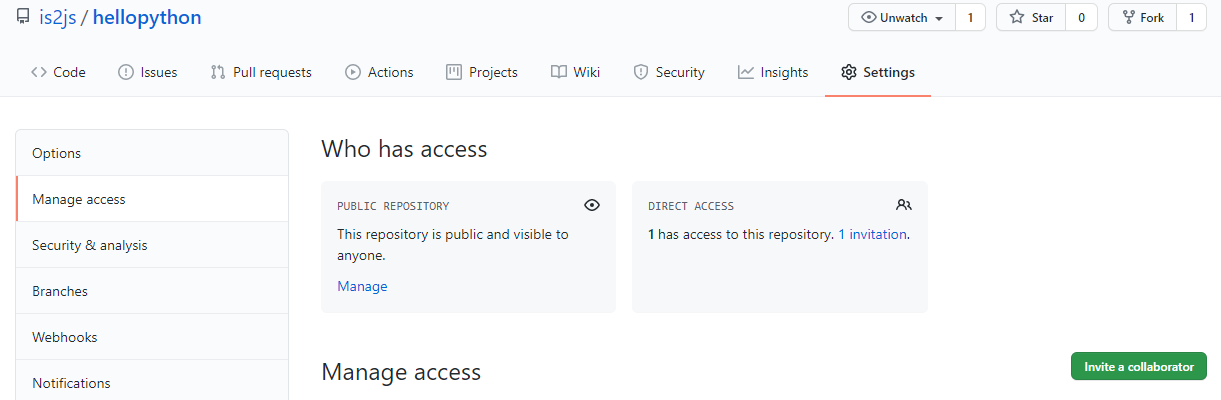 is2js / hellopython
Unwatch 1 Star 0 Fork 1
Code Issues Pull requests Actions Projects Wiki Security Insights Settings
Options
Manage access
Security & analysis
Branches
Webhooks
Notifications
Who has access
PUBLIC REPOSITORY
This repository is public and visible to
anyone.
Manage
DIRECT ACCESS
1 has access to this repository. 1 invitation.
Manage access
Invite a collaborator